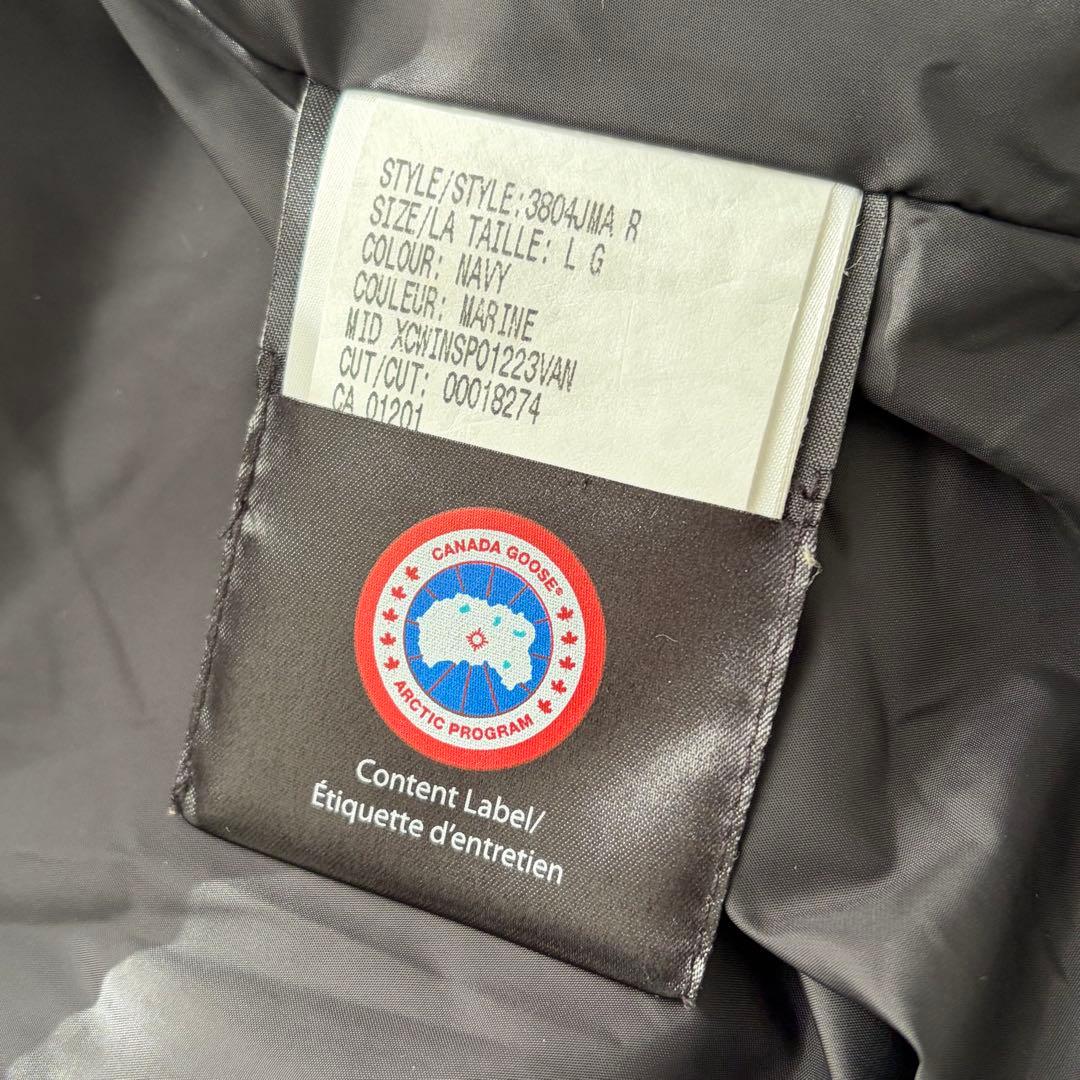 STYLE/STYLE:3804JMA R
SIZE/LA TAILLE: L G
COLOUR: NAVY
COULEUR: MARINE
MID XCWINSPO1223VAN
CUT/CUT: 00018274
CA 01201
CANADA GOOSE®
ARCTIC PROGRAM
Content Label/
Étiquette d'entretien